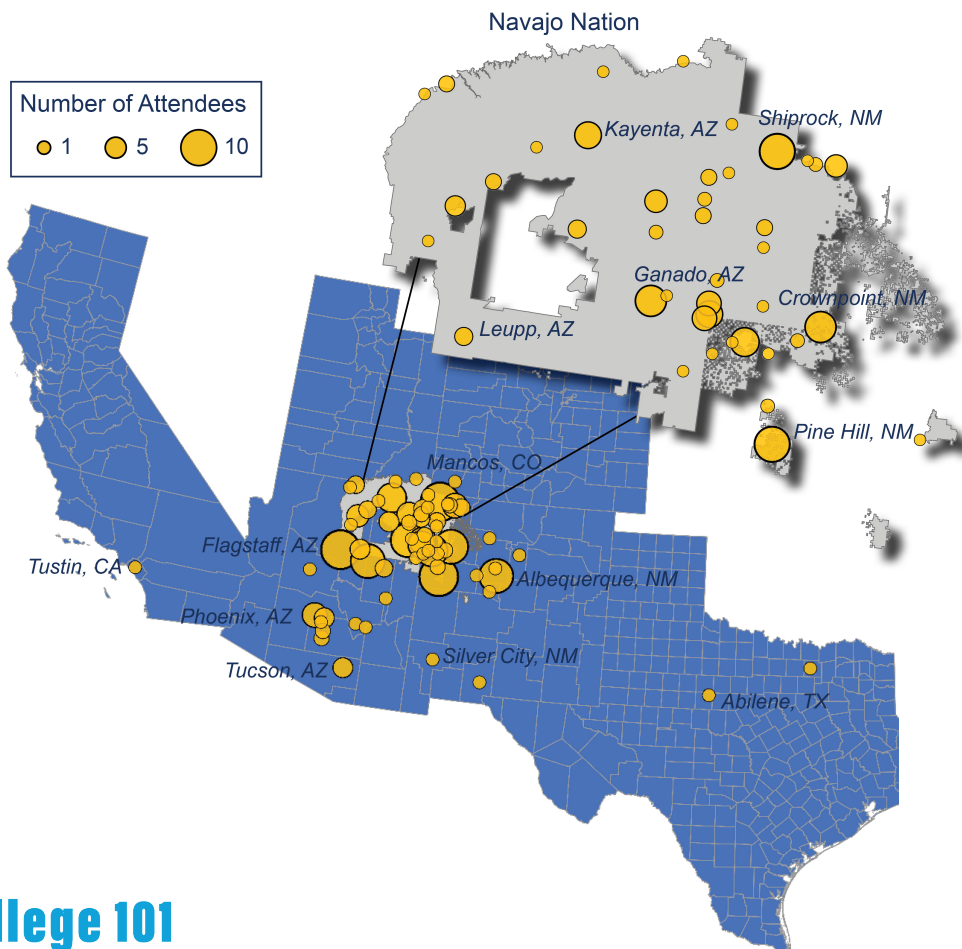 Navajo Nation
Number of Attendees
1 5 10
Kayenta, AZ
Shiprock, NM
Ganado, AZ
Crownpoint, NM
Leupp, AZ
Pine Hill, NM
Mancos, CO
Flagstaff, AZ
Tustin, CA
Albequerque, NM
Phoenix, AZ
Silver City, NM
Tucson, AZ
Abilene, TX
llege 101